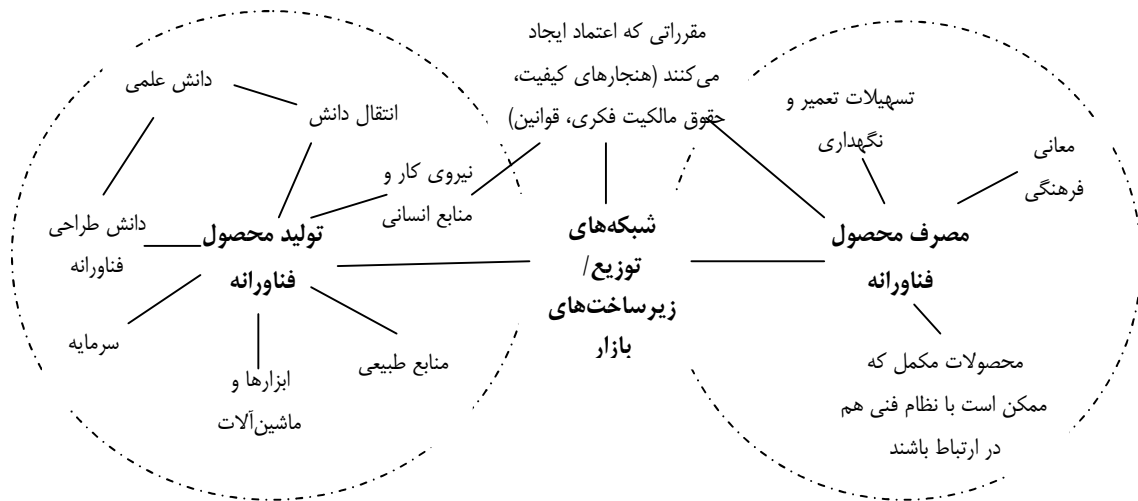 مقرراتی که اعتماد ایجاد
می‌کنند (هنجارهای کیفیت،
حقوق مالکیت فکری، قوانین)
دانش علمی
انتقال دانش
نیروی کار و
منابع انسانی
دانش طراحی
فناورانه
تولید محصول
فناورانه
سرمایه
ابزارها و
ماشین‌آلات
منابع طبیعی
شبکه‌های
توزیع/
زیرساخت‌های
بازار
تسهیلات تعمیر و
نگهداری
معانی
فرهنگی
مصرف محصول
فناورانه
محصولات مکمل که
ممکن است با نظام فنی هم
در ارتباط باشند